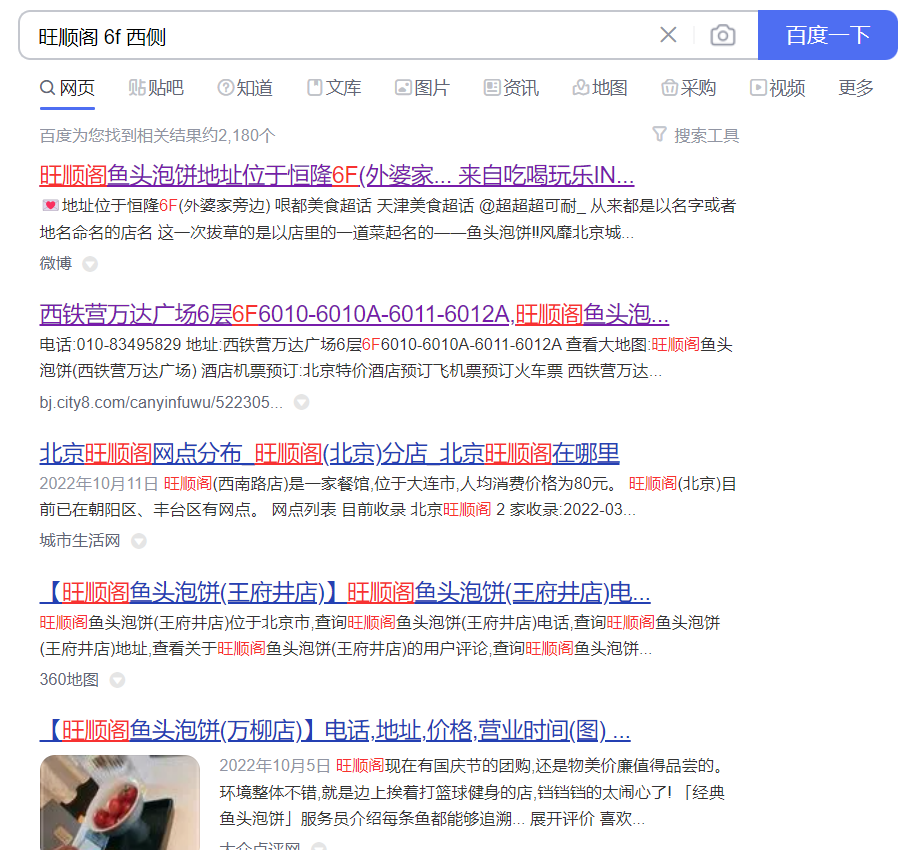 旺顺阁 6f 西侧
百度一下
网页 贴吧 知道 文库 图片 资讯 地图 采购 视频 更多
百度为您找到相关结果约2,180个 搜索工具
旺顺阁鱼头泡饼地址位于恒隆6F(外婆家... 来自吃喝玩乐IN...
地址位于恒隆6F(外婆家旁边) 哏都美食超话 天津美食超话 @超超超可耐_ 从来都是以名字或者
地名命名的店名 这一次拔草的是以店里的一道菜起名的——鱼头泡饼!!风靡北京城...
微博
西铁营万达广场6层6F6010-6010A-6011-6012A,旺顺阁鱼头泡...
电话:010-83495829 地址:西铁营万达广场6层6F6010-6010A-6011-6012A 查看大地图:旺顺阁鱼头
泡饼(西铁营万达广场) 酒店机票预订:北京特价酒店预订飞机票预订火车票 西铁营万达...
bj.city8.com/canyinfuwu/522305...
北京旺顺阁网点分布_旺顺阁(北京)分店_北京旺顺阁在哪里
2022年10月11日 旺顺阁(西南路店)是一家餐馆,位于大连市,人均消费价格为80元。 旺顺阁(北京)目
前已在朝阳区、丰台区有网点。 网点列表 目前收录 北京旺顺阁 2 家收录:2022-03...
城市生活网
【旺顺阁鱼头泡饼(王府井店)】旺顺阁鱼头泡饼(王府井店)电...
旺顺阁鱼头泡饼(王府井店)位于北京市,查询旺顺阁鱼头泡饼(王府井店)电话,查询旺顺阁鱼头泡饼
(王府井店)地址,查看关于旺顺阁鱼头泡饼(王府井店)的用户评论,查询旺顺阁鱼头泡饼...
360地图
【旺顺阁鱼头泡饼(万柳店)】电话,地址,价格,营业时间(图) ...
2022年10月5日 旺顺阁现在有国庆节的团购,还是物美价廉值得品尝的。
环境整体不错,就是边上挨着打篮球健身的店,铛铛铛的太闹心了! 「经典
鱼头泡饼」服务员介绍每条鱼都能够追溯... 展开评价 喜欢...
大众点评网